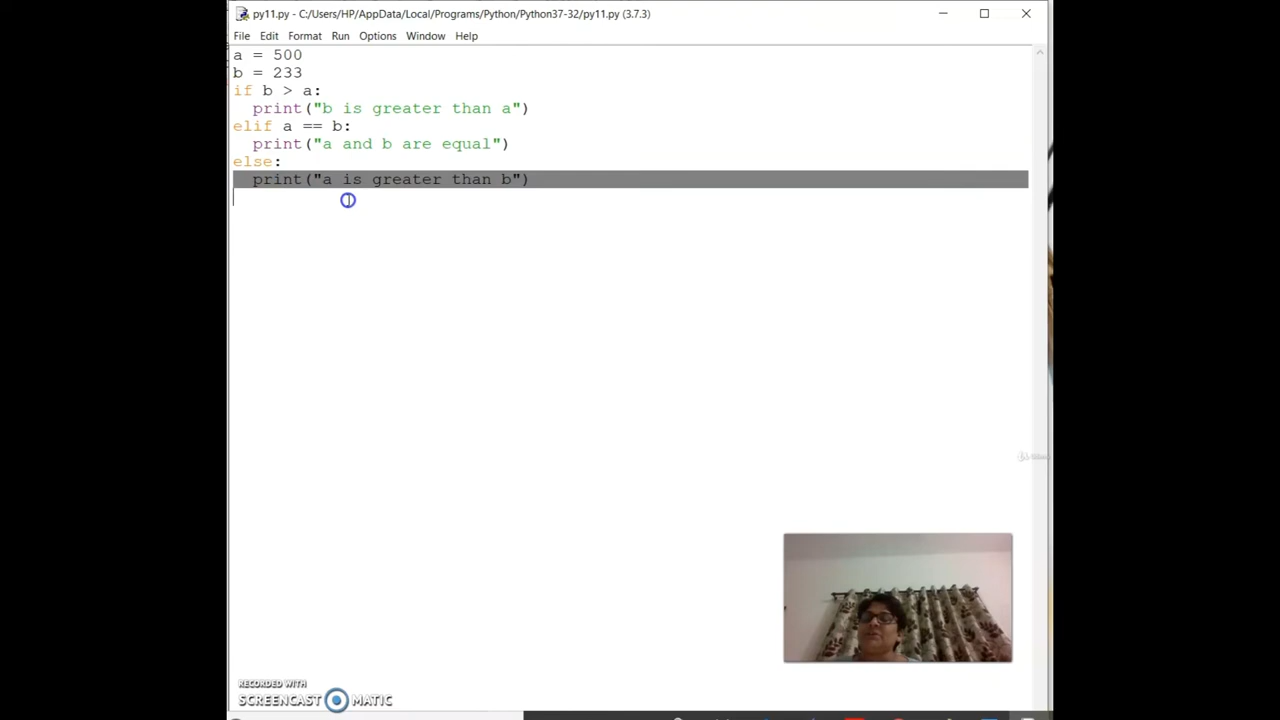 py11.py - C:/Users/HP/AppData/Local/Programs/Python/Python37-32/py11.py (3.7.3)
File Edit Format Run Options Window Help
a = 500
b = 233
if b > a:
  print("b is greater than a")
elif a == b:
  print("a and b are equal")
else:
  print("a is greater than b")
RECORDED WITH
SCREENCAST MATIC